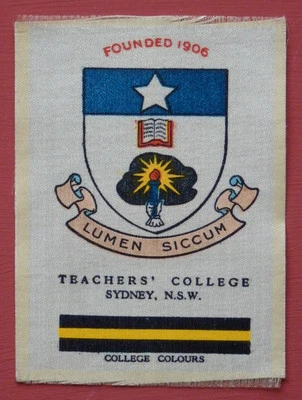 FOUNDED 1906
LUMEN SICCUM
TEACHERS' COLLEGE
SYDNEY, N.S.W.
COLLEGE COLOURS